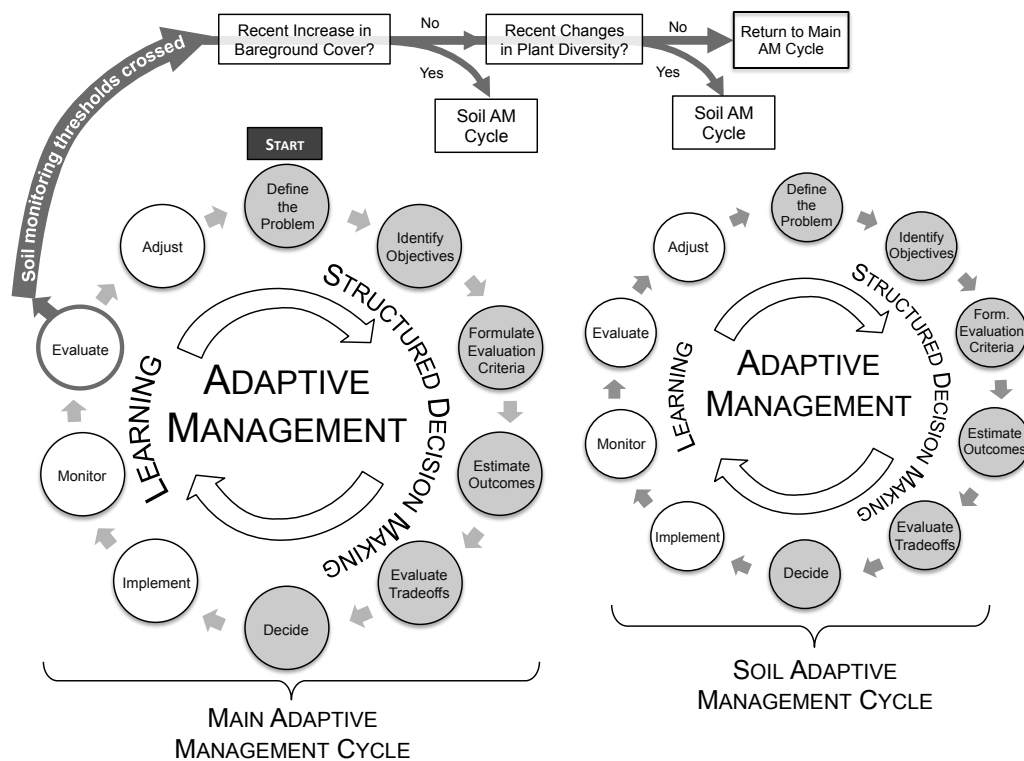 Recent Increase in
Bareground Cover?
No
Yes
Soil AM
Cycle
Recent Changes
in Plant Diversity?
No
Yes
Soil AM
Cycle
Return to Main
AM Cycle
Soil monitoring thresholds crossed
START
Define
the
Problem
Identify
Objectives
Formulate
Evaluation
Criteria
Estimate
Outcomes
Evaluate
Tradeoffs
Decide
Implement
Monitor
Evaluate
Adjust
STRUCTURED DECISION MAKING
LEARNING
ADAPTIVE
MANAGEMENT
MAIN ADAPTIVE
MANAGEMENT CYCLE
Define
the
Problem
Identify
Objectives
Form.
Evaluation
Criteria
Estimate
Outcomes
Evaluate
Tradeoffs
Decide
Implement
Monitor
Evaluate
Adjust
STRUCTURED DECISION MAKING
LEARNING
ADAPTIVE
MANAGEMENT
SOIL ADAPTIVE
MANAGEMENT CYCLE